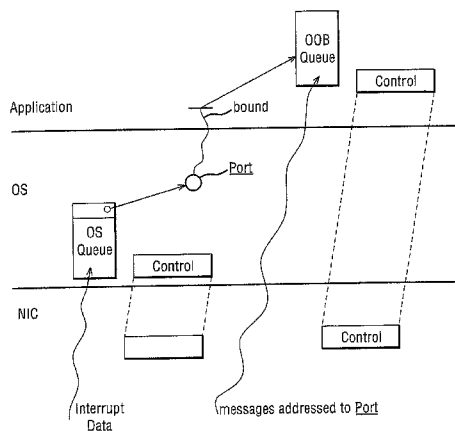 OOB
Queue
Control
Application
bound
Port
OS
OS
Queue
Control
NIC
Control
Interrupt
Data
messages addressed to Port